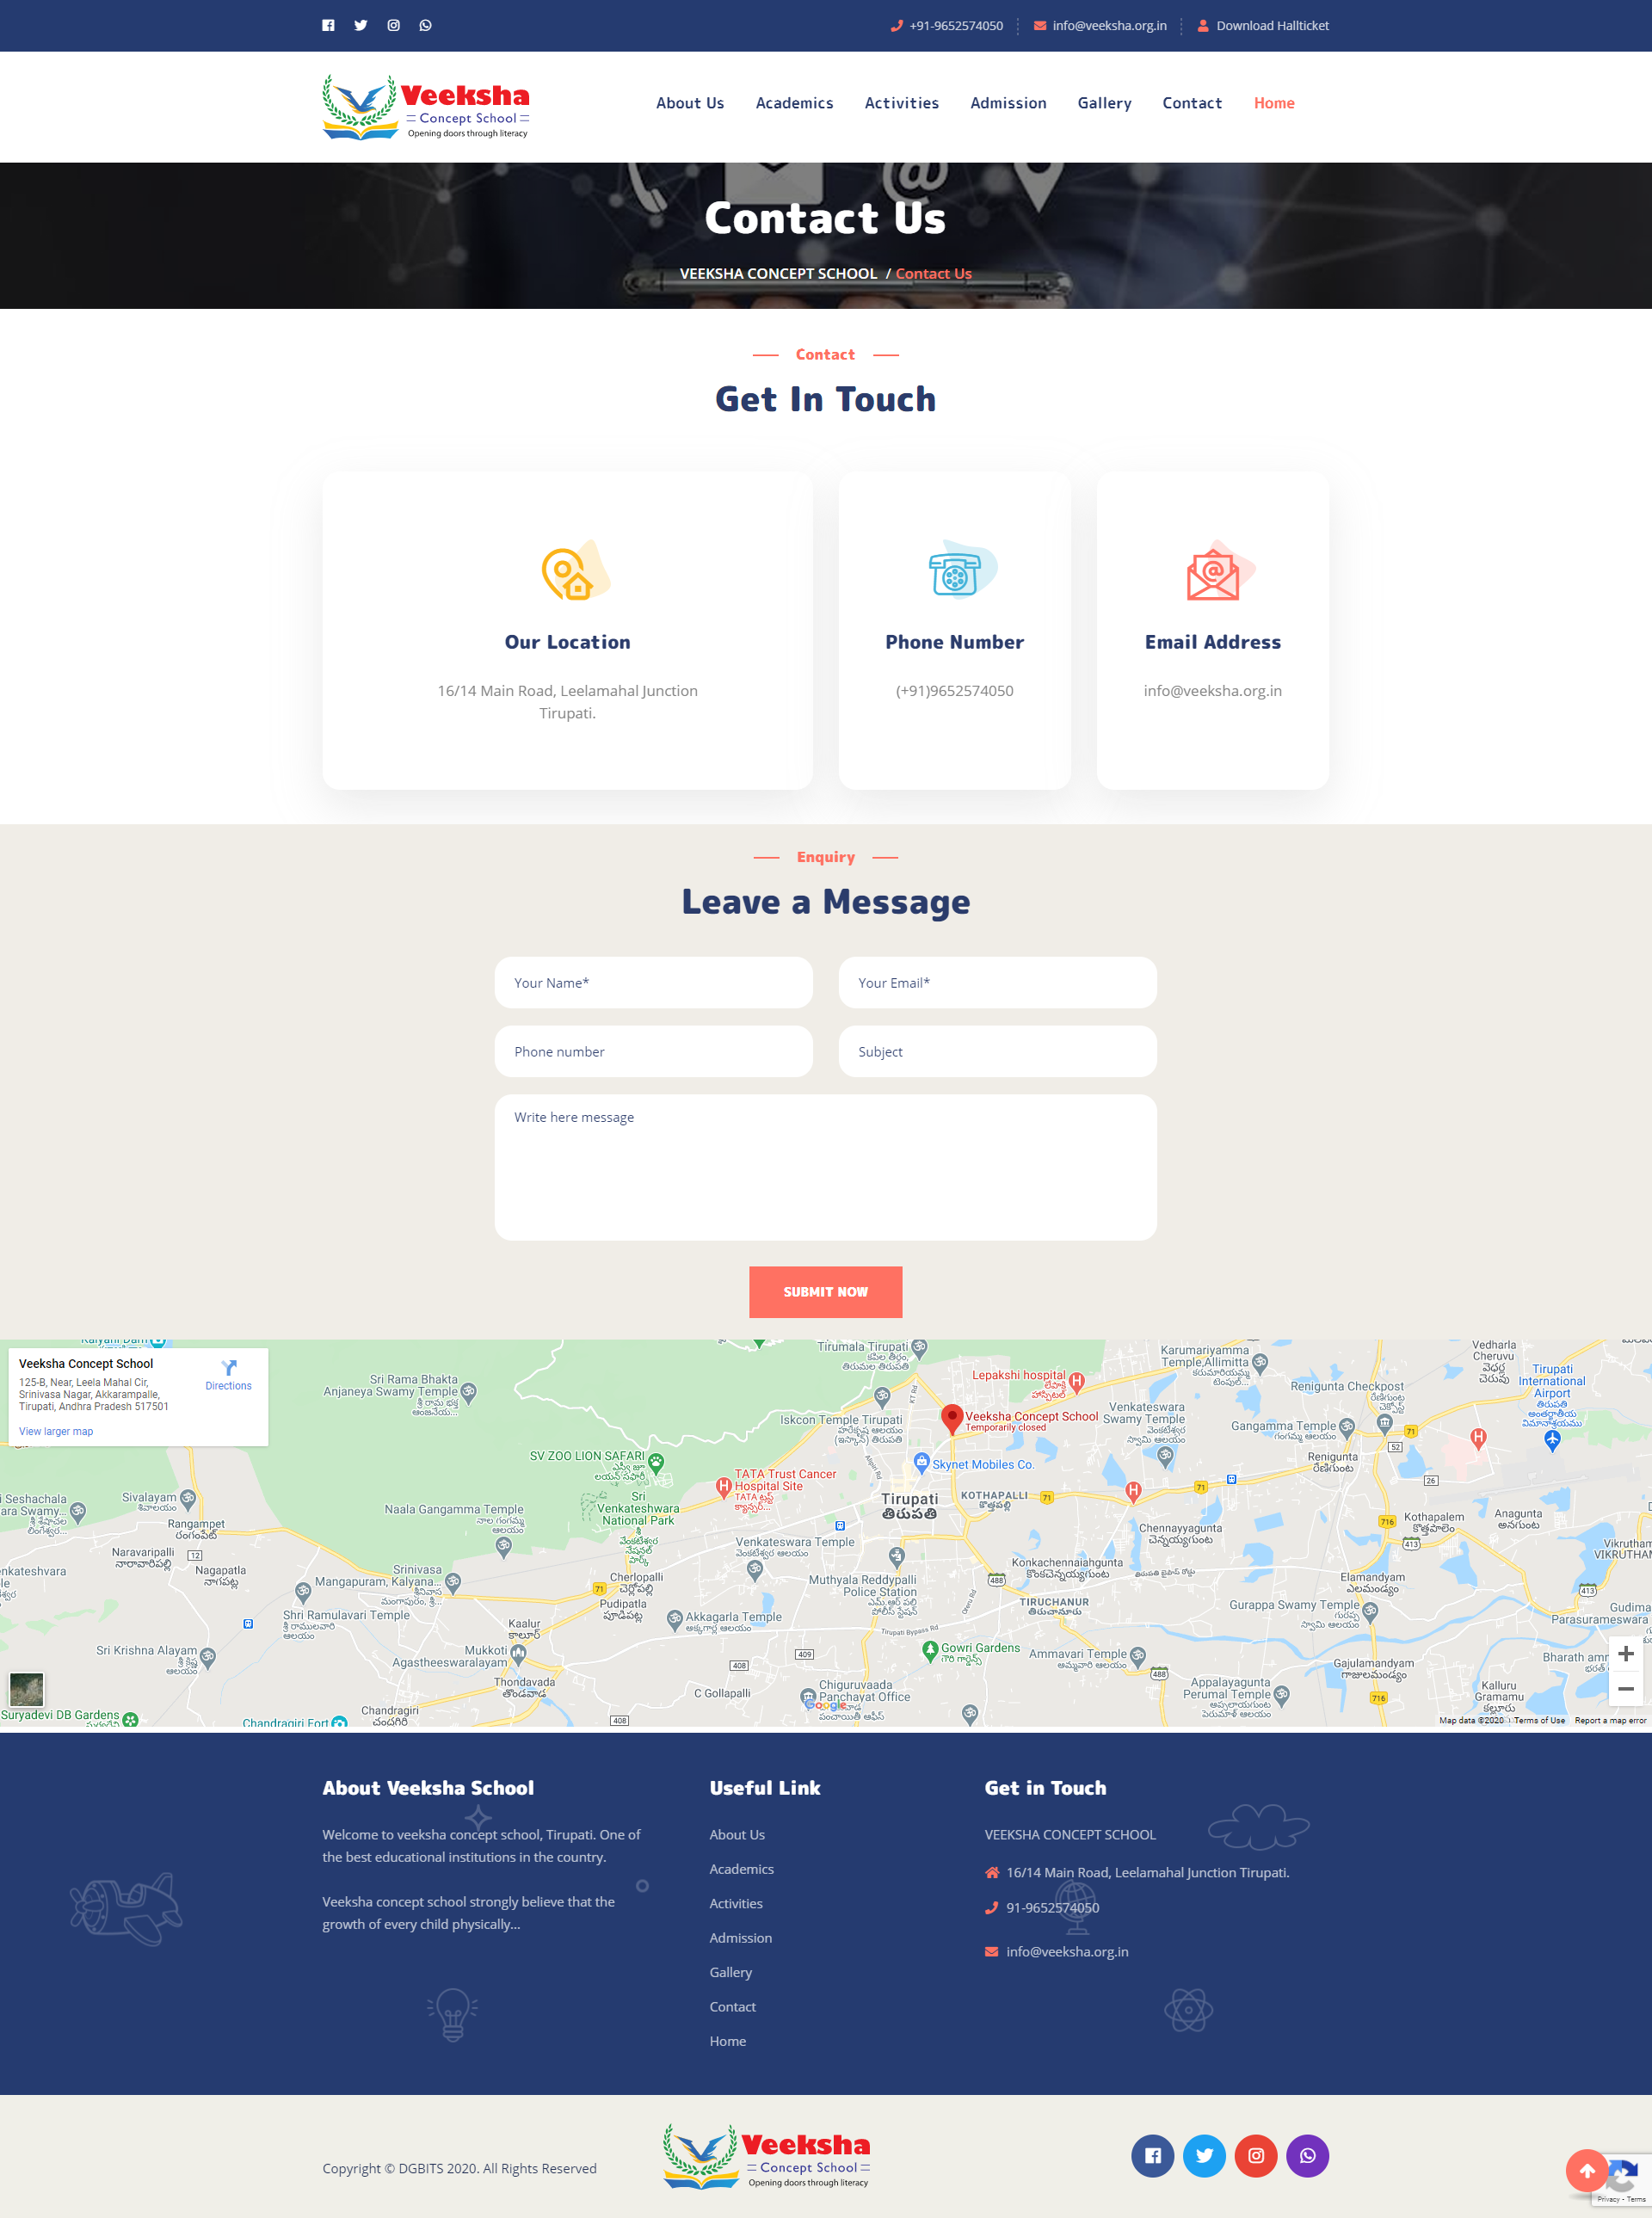 +91-9652574050
info@veeksha.org.in
Download Hallticket
Veeksha
Concept School
Opening doors through literacy
About Us
Academics
Activities
Admission
Gallery
Contact
Home
Contact Us
VEEKSHA CONCEPT SCHOOL / Contact Us
Contact
Get In Touch
Our Location
16/14 Main Road, Leelamahal Junction
Tirupati.
Phone Number
(+91)9652574050
Email Address
info@veeksha.org.in
Enquiry
Leave a Message
Your Name*
Your Email*
Phone number
Subject
Write here message
SUBMIT NOW
Veeksha Concept School
125-B, Near, Leela Mahal Cir,
Srinivasa Nagar, Akkarampalle,
Tirupati, Andhra Pradesh 517501
Directions
View larger map
Sri Rama Bhakta
Anjaneya Swamy Temple
Tirumala Tirupati
Lepakshi hospital
Karumariyamma
Temple,Allimitta
Vedharla
Cheruvu
Renigunta Checkpost
Tirupati
International
Airport
Iskcon Temple Tirupati
Veeksha Concept School
Temporarily closed
Venkateswara
Swamy Temple
Gangamma Temple
SV ZOO LION SAFARI
Skynet Mobiles Co.
Renigunta
రేణిగుంట
TATA Trust Cancer
Hospital Site
Tirupati
తిరుపతి
KOTHAPALLI
Sri
Venkateshwara
National Park
Sivalayam
Naala Gangamma Temple
Rangampet
రంగంపేట్
Naravaripalli
Nagapatla
నాగపట్ల
Venkateswara Temple
Chennayyagunta
చెన్నయ్యగుంట
Kothapalem
Anagunta
Konkachennaiahgunta
Srinivasa
Mangapuram, Kalyana...
Cherlopalli
Muthyala Reddypalli
Police Station
Elamandyam
Pudipatla
TIRUCHANUR
Gurappa Swamy Temple
Shri Ramulavari Temple
Kaalur
కాలూర్
Akkagarla Temple
Tirupati Bypass Rd
Sri Krishna Alayam
Mukkoti
Agastheeswaralayam
Gowri Gardens
Ammavari Temple
Gajulamandyam
Thondavada
తొండవాడ
C Gollapalli
Chiguruvaada
Panchayat Office
Appalayagunta
Perumal Temple
Kalluru
Gramamu
Chandragiri
చంద్రగిరి
Suryadevi DB Gardens
Chandragiri Fort
Google
Map data ©2020
Terms of Use
Report a map error
About Veeksha School
Welcome to veeksha concept school, Tirupati. One of
the best educational institutions in the country.
Veeksha concept school strongly believe that the
growth of every child physically...
Useful Link
About Us
Academics
Activities
Admission
Gallery
Contact
Home
Get in Touch
VEEKSHA CONCEPT SCHOOL
16/14 Main Road, Leelamahal Junction Tirupati.
91-9652574050
info@veeksha.org.in
Copyright © DGBITS 2020. All Rights Reserved
Veeksha
Concept School
Opening doors through literacy
Privacy - Terms